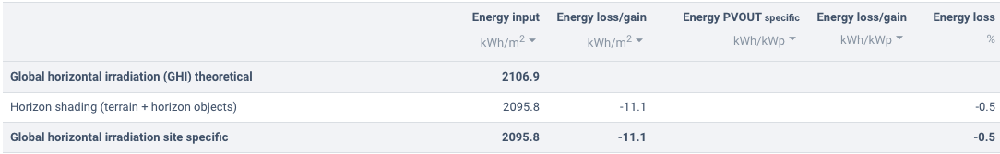 Energy input Energy loss/gain Energy PVOUT specific Energy loss/gain Energy loss
kWh/m² kWh/m² kWh/kWp kWh/kWp %
Global horizontal irradiation (GHI) theoretical 2106.9
Horizon shading (terrain + horizon objects) 2095.8 -11.1 -0.5
Global horizontal irradiation site specific 2095.8 -11.1 -0.5